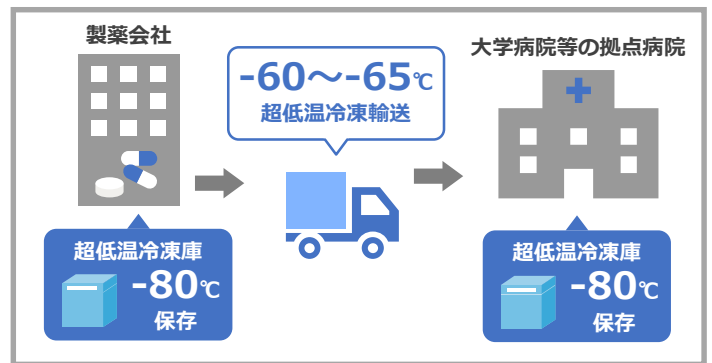 製薬会社
-60～-65℃
超低温冷凍輸送
大学病院等の拠点病院
超低温冷凍庫
-80℃
保存
超低温冷凍庫
-80℃
保存